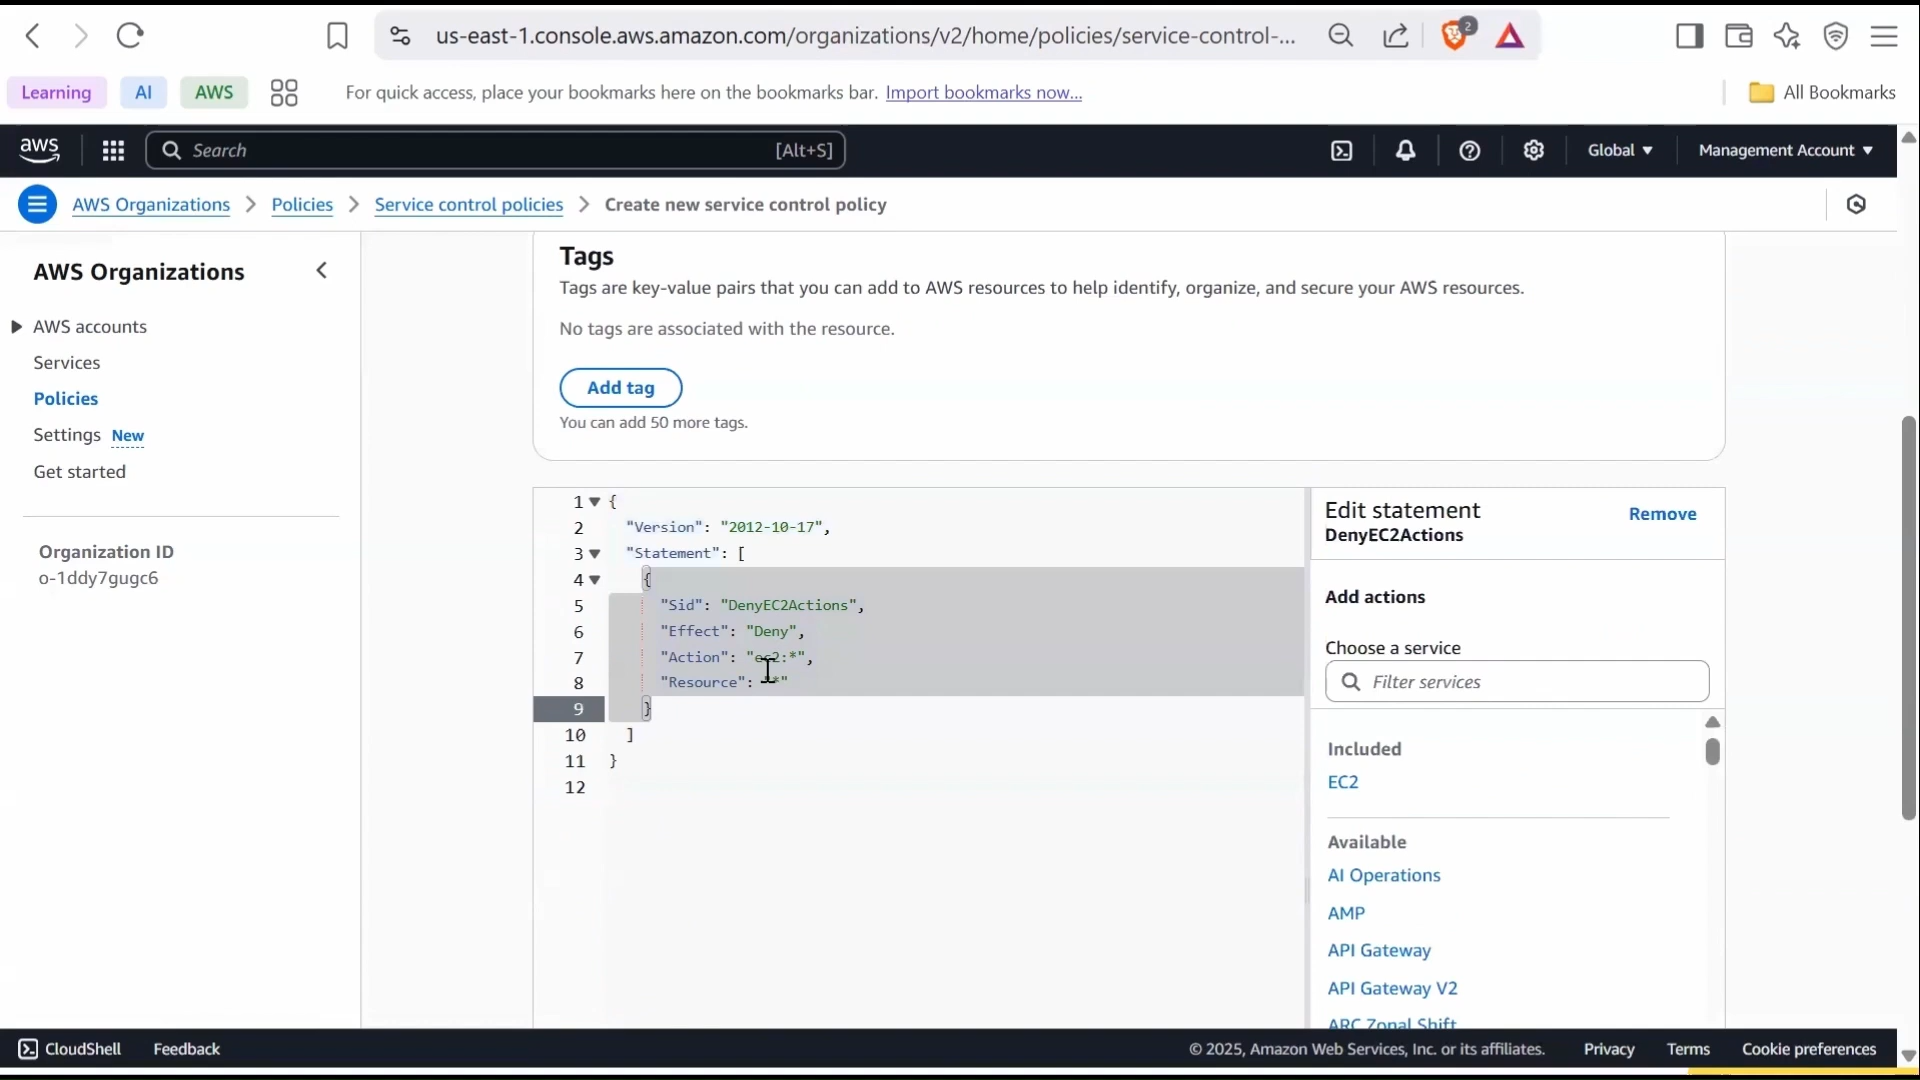 us-east-1.console.aws.amazon.com/organizations/v2/home/policies/service-control-...
2
Learning AI AWS For quick access, place your bookmarks here on the bookmarks bar. Import bookmarks now... All Bookmarks
aws Search [Alt+S] Global Management Account
AWS Organizations > Policies > Service control policies > Create new service control policy
AWS Organizations
AWS accounts
Services
Policies
Settings New
Get started
Organization ID
o-1ddy7gugc6
Tags
Tags are key-value pairs that you can add to AWS resources to help identify, organize, and secure your AWS resources.
No tags are associated with the resource.
Add tag
You can add 50 more tags.
1 {
2 "Version": "2012-10-17",
3 "Statement": [
4 {
5 "Sid": "DenyEC2Actions",
6 "Effect": "Deny",
7 "Action": "ec2:*",
8 "Resource": "*"
9 }
10 ]
11 }
12
Edit statement Remove
DenyEC2Actions
Add actions
Choose a service
Filter services
Included
EC2
Available
AI Operations
AMP
API Gateway
API Gateway V2
ARC Zonal Shift
CloudShell Feedback © 2025, Amazon Web Services, Inc. or its affiliates. Privacy Terms Cookie preferences